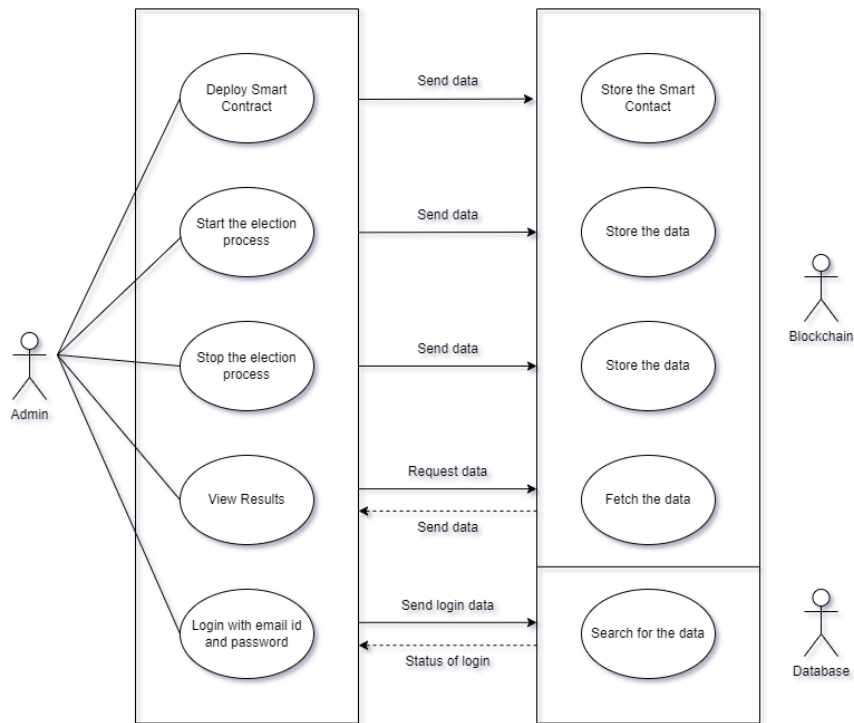 Deploy Smart
Contract
Send data
Store the Smart
Contact
Start the election
process
Send data
Store the data
Blockchain
Stop the election
process
Send data
Store the data
Admin
View Results
Request data
Send data
Fetch the data
Login with email id
and password
Send login data
Status of login
Search for the data
Database